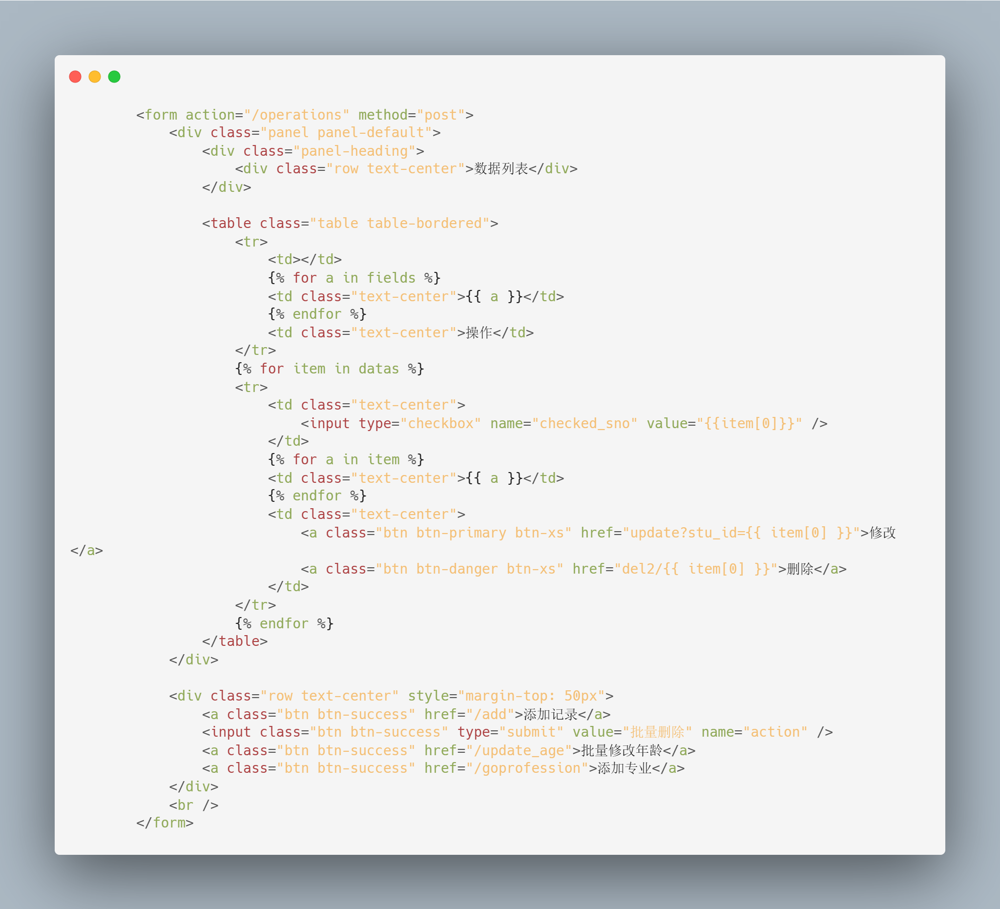 <form action="/operations" method="post">
            <div class="panel panel-default">
                <div class="panel-heading">
                    <div class="row text-center">数据列表</div>
                </div>

                <table class="table table-bordered">
                    <tr>
                        <td></td>
                        {% for a in fields %}
                        <td class="text-center">{{ a }}</td>
                        {% endfor %}
                        <td class="text-center">操作</td>
                    </tr>
                    {% for item in datas %}
                    <tr>
                        <td class="text-center">
                            <input type="checkbox" name="checked_sno" value="{{item[0]}}" />
                        </td>
                        {% for a in item %}
                        <td class="text-center">{{ a }}</td>
                        {% endfor %}
                        <td class="text-center">
                            <a class="btn btn-primary btn-xs" href="update?stu_id={{ item[0] }}">修改
</a>
                            <a class="btn btn-danger btn-xs" href="del2/{{ item[0] }}">删除</a>
                        </td>
                    </tr>
                    {% endfor %}
                </table>
            </div>

            <div class="row text-center" style="margin-top: 50px">
                <a class="btn btn-success" href="/add">添加记录</a>
                <input class="btn btn-success" type="submit" value="批量删除" name="action" />
                <a class="btn btn-success" href="/update_age">批量修改年龄</a>
                <a class="btn btn-success" href="/goprofession">添加专业</a>
            </div>
            <br />
        </form>